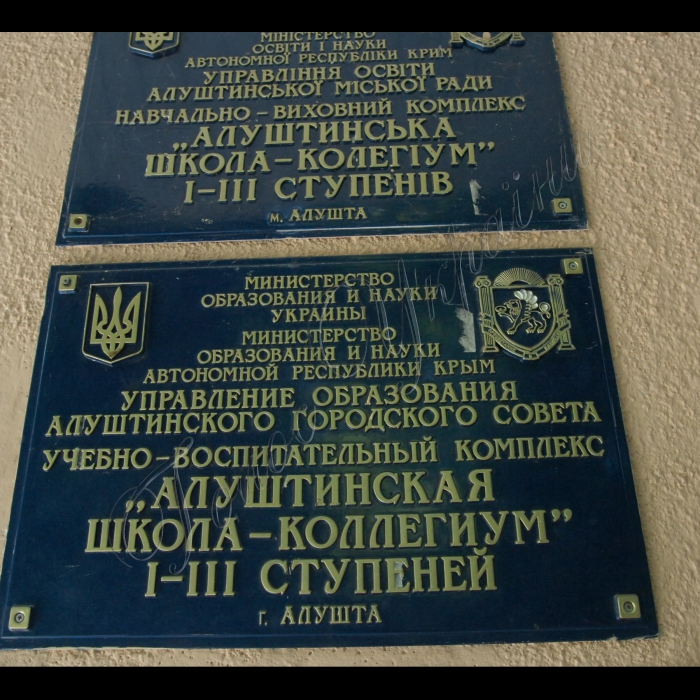 МІНІСТЕРСТВО
ОСВІТИ І НАУКИ
АВТОНОМНОЇ РЕСПУБЛІКИ КРИМ
УПРАВЛІННЯ ОСВІТИ
АЛУШТИНСЬКОЇ МІСЬКОЇ РАДИ
НАВЧАЛЬНО – ВИХОВНИЙ КОМПЛЕКС
„АЛУШТИНСЬКА
ШКОЛА – КОЛЕГІУМ”
І–ІІІ СТУПЕНІВ
м. АЛУШТА
МИНИСТЕРСТВО
ОБРАЗОВАНИЯ И НАУКИ
УКРАИНЫ
МИНИСТЕРСТВО
ОБРАЗОВАНИЯ И НАУКИ
АВТОНОМНОЙ РЕСПУБЛИКИ КРЫМ
УПРАВЛЕНИЕ ОБРАЗОВАНИЯ
АЛУШТИНСКОГО ГОРОДСКОГО СОВЕТА
УЧЕБНО – ВОСПИТАТЕЛЬНЫЙ КОМПЛЕКС
„АЛУШТИНСКАЯ
ШКОЛА – КОЛЛЕГИУМ”
I–III СТУПЕНЕЙ
г. АЛУШТА